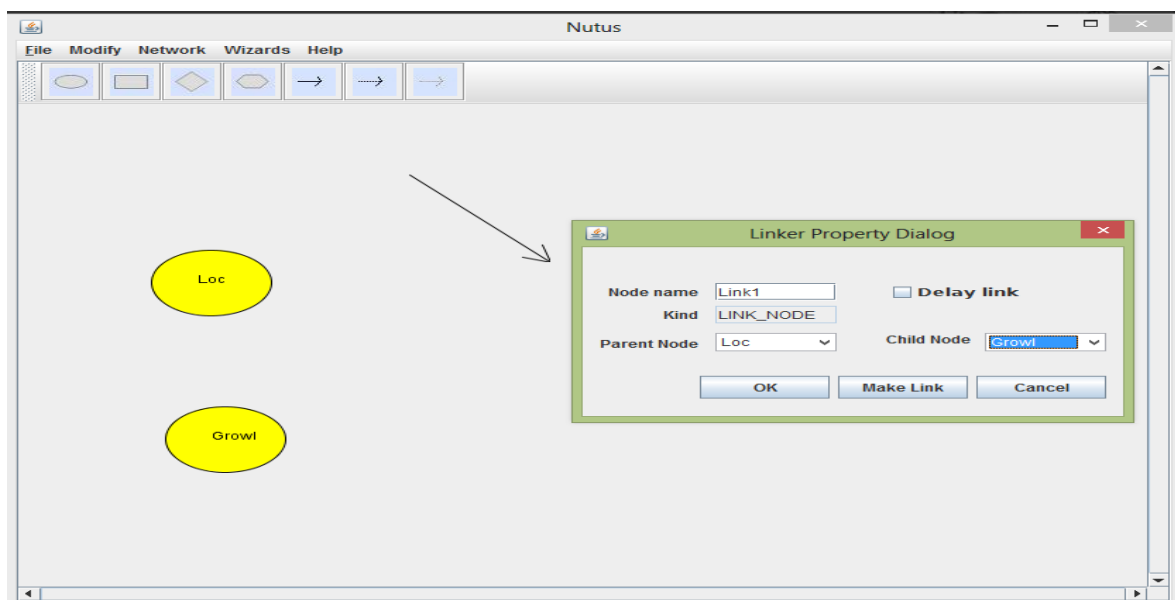 Nutus
File Modify Network Wizards Help
Loc
Growl
Linker Property Dialog
Node name Link1 Delay link
Kind LINK_NODE
Parent Node Loc Child Node Growl
OK Make Link Cancel